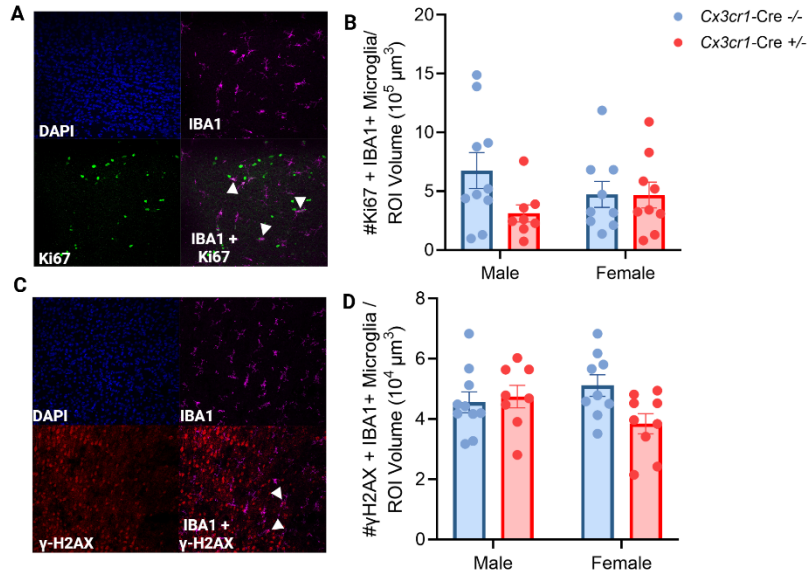 A
DAPI
IBA1
Ki67
IBA1 +
Ki67
B
Cx3cr1-Cre -/-
Cx3cr1-Cre +/-
#Ki67 + IBA1+ Microglia/
ROI Volume (10⁵ µm³)
20
15
10
5
0
Male
Female
C
DAPI
IBA1
γ-H2AX
IBA1 +
γ-H2AX
D
#γH2AX + IBA1+ Microglia /
ROI Volume (10⁴ µm³)
8
6
4
2
0
Male
Female